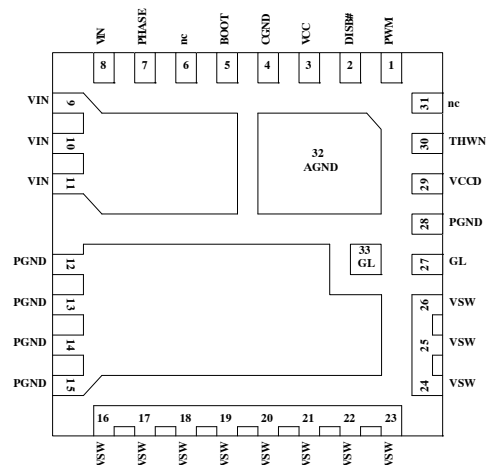 VIN PHASE nc BOOT CGND VCC DISB# PWM
8 7 6 5 4 3 2 1
VIN 9 31 nc
VIN 10 32 30 THWN
AGND
VIN 11 29 VCCD
28 PGND
PGND 12 33 27 GL
GL
PGND 13 26 VSW
PGND 14 25 VSW
PGND 15 24 VSW
16 17 18 19 20 21 22 23
VSW VSW VSW VSW VSW VSW VSW VSW